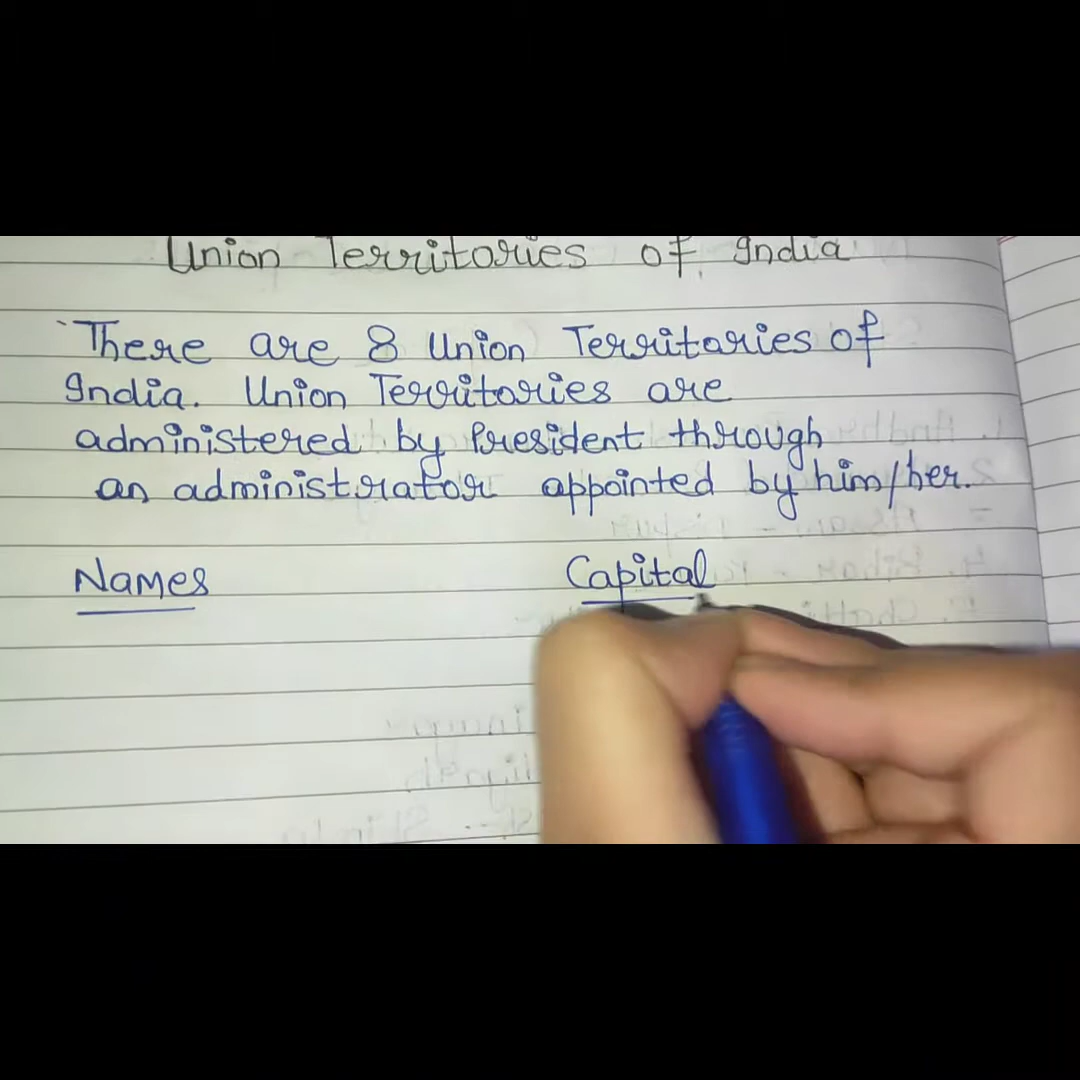 Union Territories of India
There are 8 Union Territories of
India. Union Territories are
administered by President through
an administrator appointed by him/her.
Names Capital